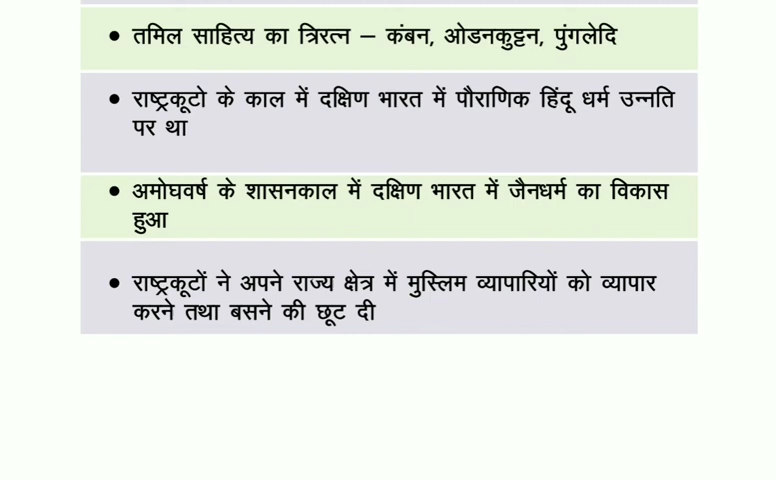 • तमिल साहित्य का त्रिरत्न – कंबन, ओडनकुट्टन, पुंगलेदि
• राष्ट्रकूटो के काल में दक्षिण भारत में पौराणिक हिंदू धर्म उन्नति
पर था
• अमोघवर्ष के शासनकाल में दक्षिण भारत में जैनधर्म का विकास
हुआ
• राष्ट्रकूटों ने अपने राज्य क्षेत्र में मुस्लिम व्यापारियों को व्यापार
करने तथा बसने की छूट दी